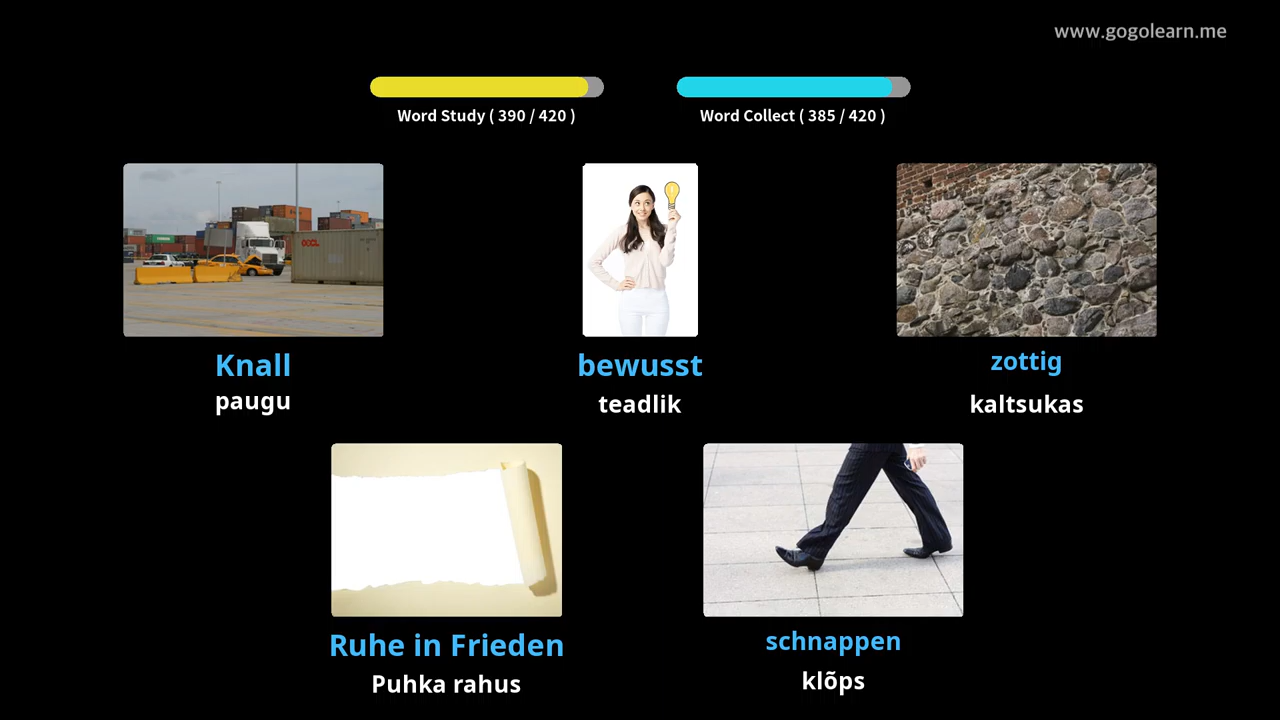 www.gogolearn.me
Word Study ( 390 / 420 )
Word Collect ( 385 / 420 )
OOCL
Knall
paugu
bewusst
teadlik
zottig
kaltsukas
Ruhe in Frieden
Puhka rahus
schnappen
klõps